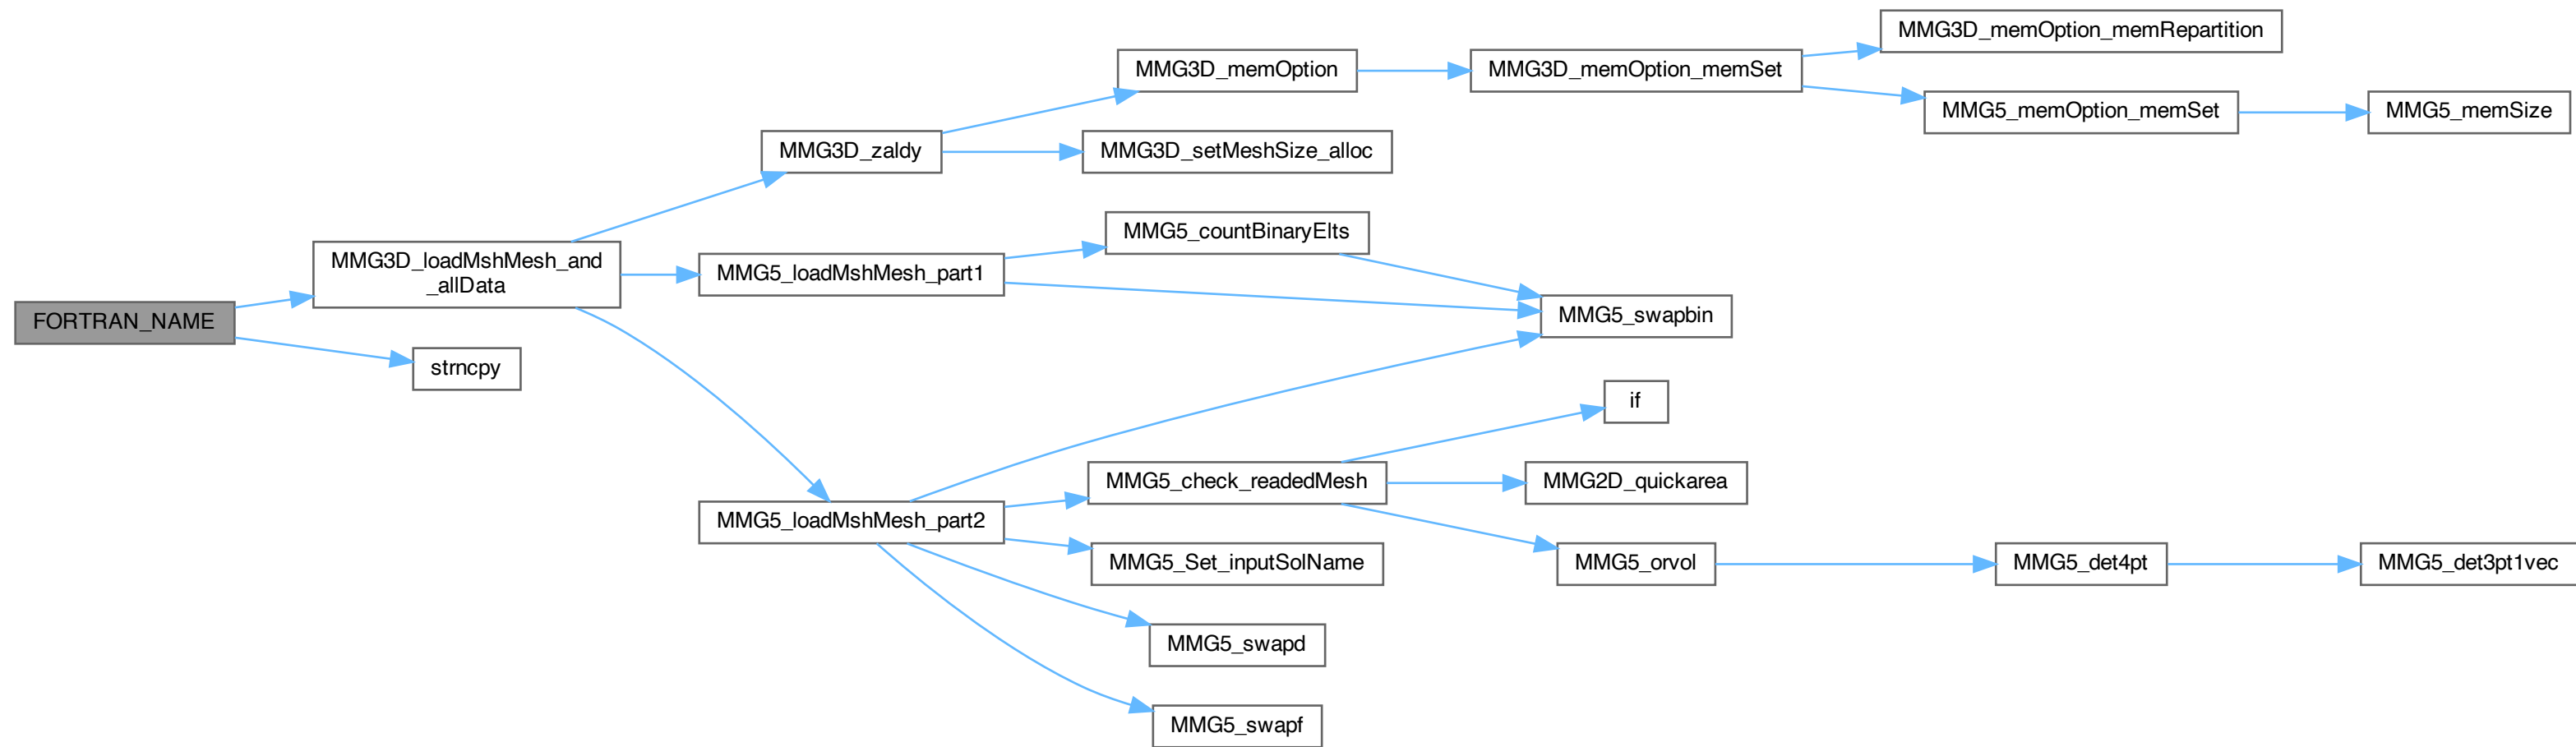 MMG3D_memOption_memRepartition
MMG3D_memOption
MMG3D_memOption_memSet
MMG5_memOption_memSet
MMG5_memSize
MMG3D_zaldy
MMG3D_setMeshSize_alloc
MMG5_countBinaryElts
MMG3D_loadMshMesh_and
_allData
MMG5_loadMshMesh_part1
FORTRAN_NAME
MMG5_swapbin
strncpy
if
MMG5_check_readedMesh
MMG2D_quickarea
MMG5_loadMshMesh_part2
MMG5_Set_inputSolName
MMG5_orvol
MMG5_det4pt
MMG5_det3pt1vec
MMG5_swapd
MMG5_swapf